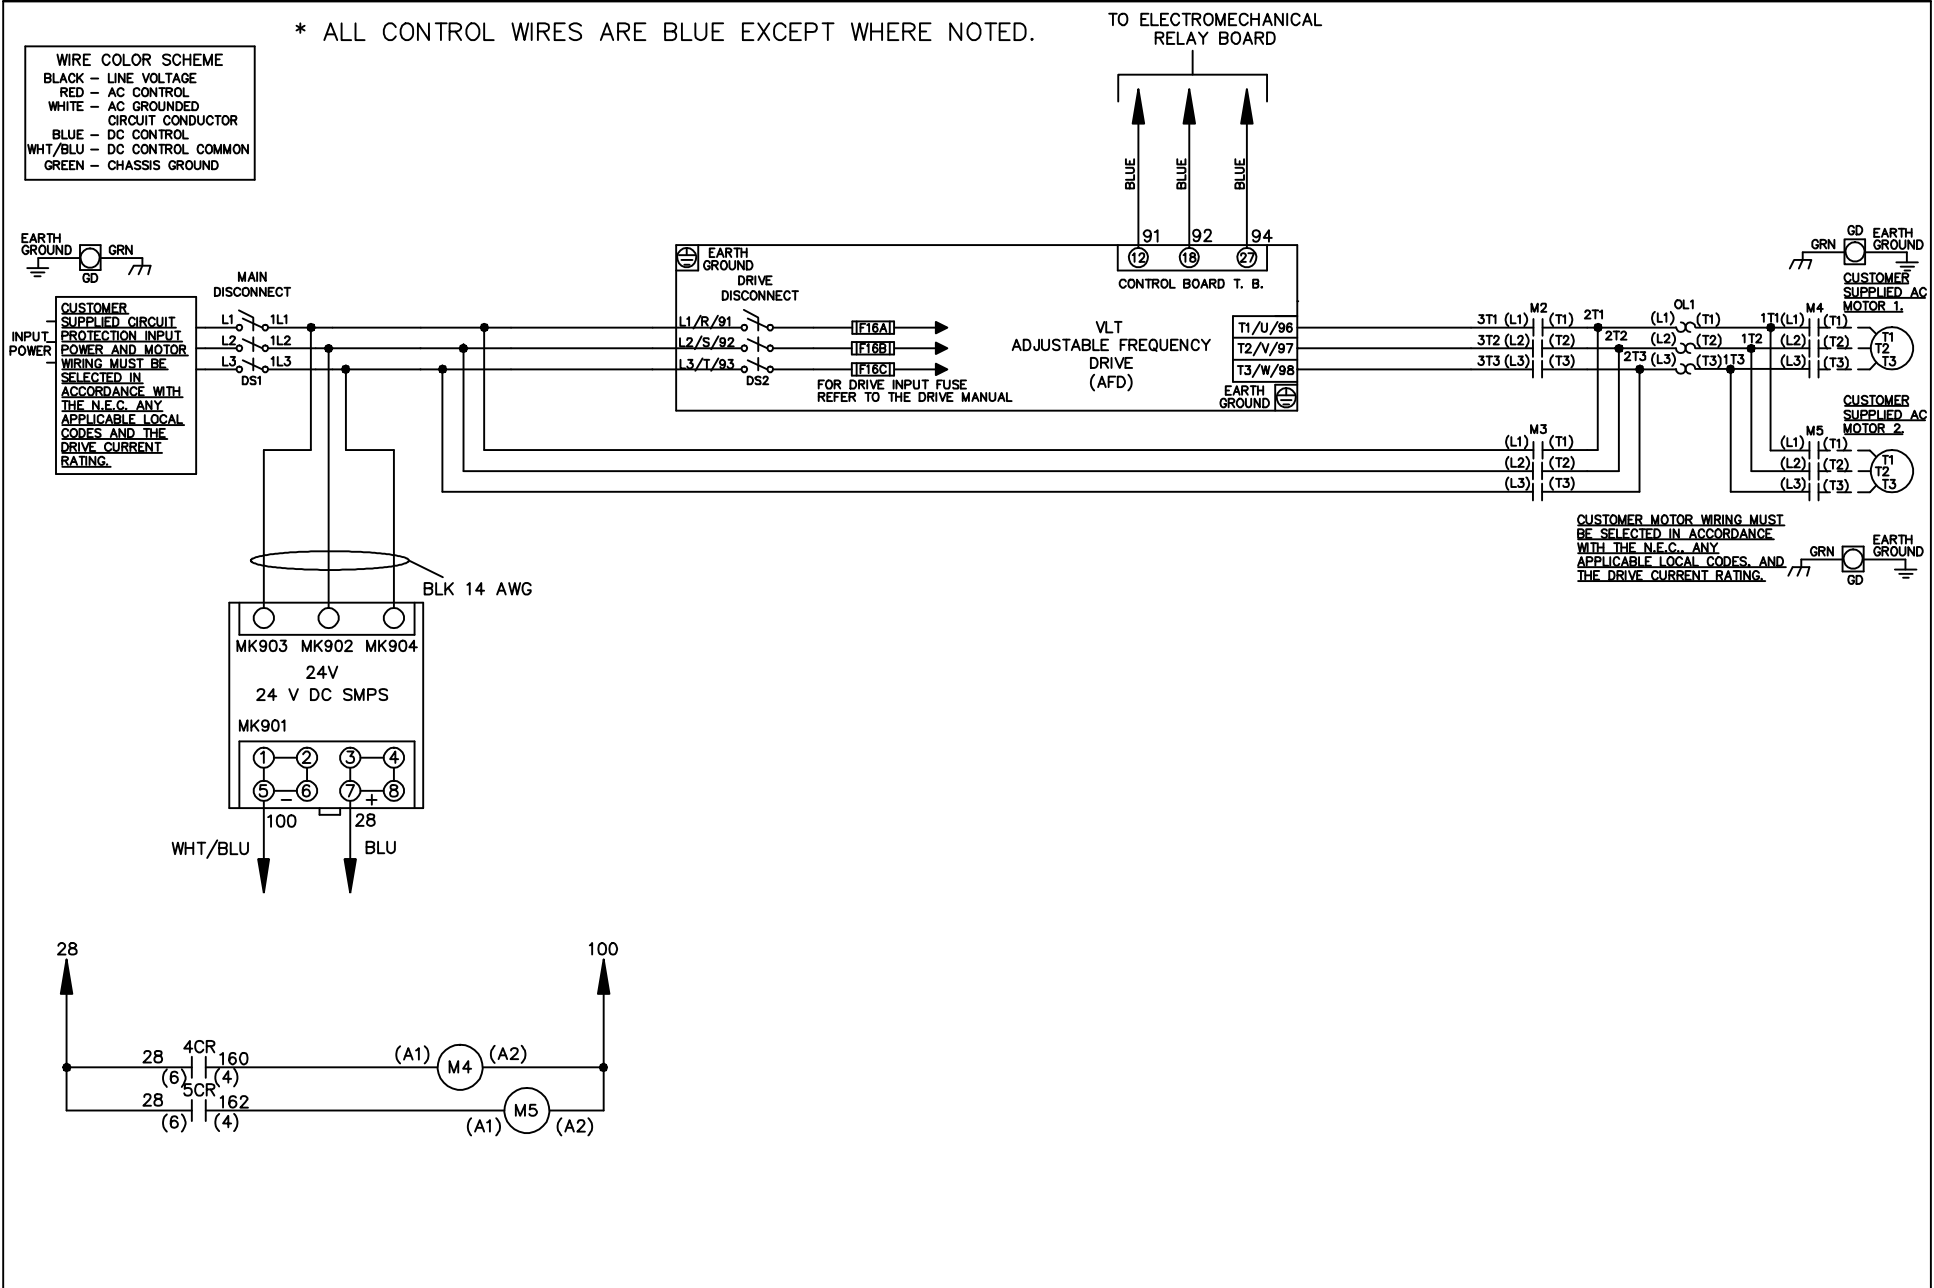 * ALL CONTROL WIRES ARE BLUE EXCEPT WHERE NOTED.
TO ELECTROMECHANICAL
RELAY BOARD
WIRE COLOR SCHEME
BLACK – LINE VOLTAGE
RED – AC CONTROL
WHITE – AC GROUNDED
CIRCUIT CONDUCTOR
BLUE – DC CONTROL
WHT/BLU – DC CONTROL COMMON
GREEN – CHASSIS GROUND
BLUE
BLUE
BLUE
91 92 94
12 18 27
CONTROL BOARD T. B.
EARTH
GROUND
GRN
GD
INPUT
POWER
CUSTOMER
SUPPLIED CIRCUIT
PROTECTION INPUT
POWER AND MOTOR
WIRING MUST BE
SELECTED IN
ACCORDANCE WITH
THE N.E.C. ANY
APPLICABLE LOCAL
CODES AND THE
DRIVE CURRENT
RATING.
MAIN
DISCONNECT
L1 1L1
L2 1L2
L3 1L3
DS1
EARTH
GROUND
DRIVE
DISCONNECT
L1/R/91
L2/S/92
L3/T/93
DS2
F16A
F16B
F16C
FOR DRIVE INPUT FUSE
REFER TO THE DRIVE MANUAL
VLT
ADJUSTABLE FREQUENCY
DRIVE
(AFD)
T1/U/96
T2/V/97
T3/W/98
EARTH
GROUND
M2
3T1 (L1) (T1) 2T1
3T2 (L2) (T2) 2T2
3T3 (L3) (T3) 2T3
OL1
(L1) (T1) 1T1
(L2) (T2) 1T2
(L3) (T3) 1T3
M4
(L1) (T1)
(L2) (T2)
(L3) (T3)
T1
T2
T3
GRN
GD
EARTH
GROUND
CUSTOMER
SUPPLIED AC
MOTOR 1.
M3
(L1) (T1)
(L2) (T2)
(L3) (T3)
CUSTOMER
SUPPLIED AC
MOTOR 2.
M5
(L1) (T1)
(L2) (T2)
(L3) (T3)
T1
T2
T3
CUSTOMER MOTOR WIRING MUST
BE SELECTED IN ACCORDANCE
WITH THE N.E.C., ANY
APPLICABLE LOCAL CODES, AND
THE DRIVE CURRENT RATING.
GRN
GD
EARTH
GROUND
BLK 14 AWG
MK903 MK902 MK904
24V
24 V DC SMPS
MK901
1 2 3 4
5 6 7 8
– +
100 28
WHT/BLU BLU
28 100
4CR
28 160
(6) (4)
(A1) M4 (A2)
5CR
28 162
(6) (4)
(A1) M5 (A2)